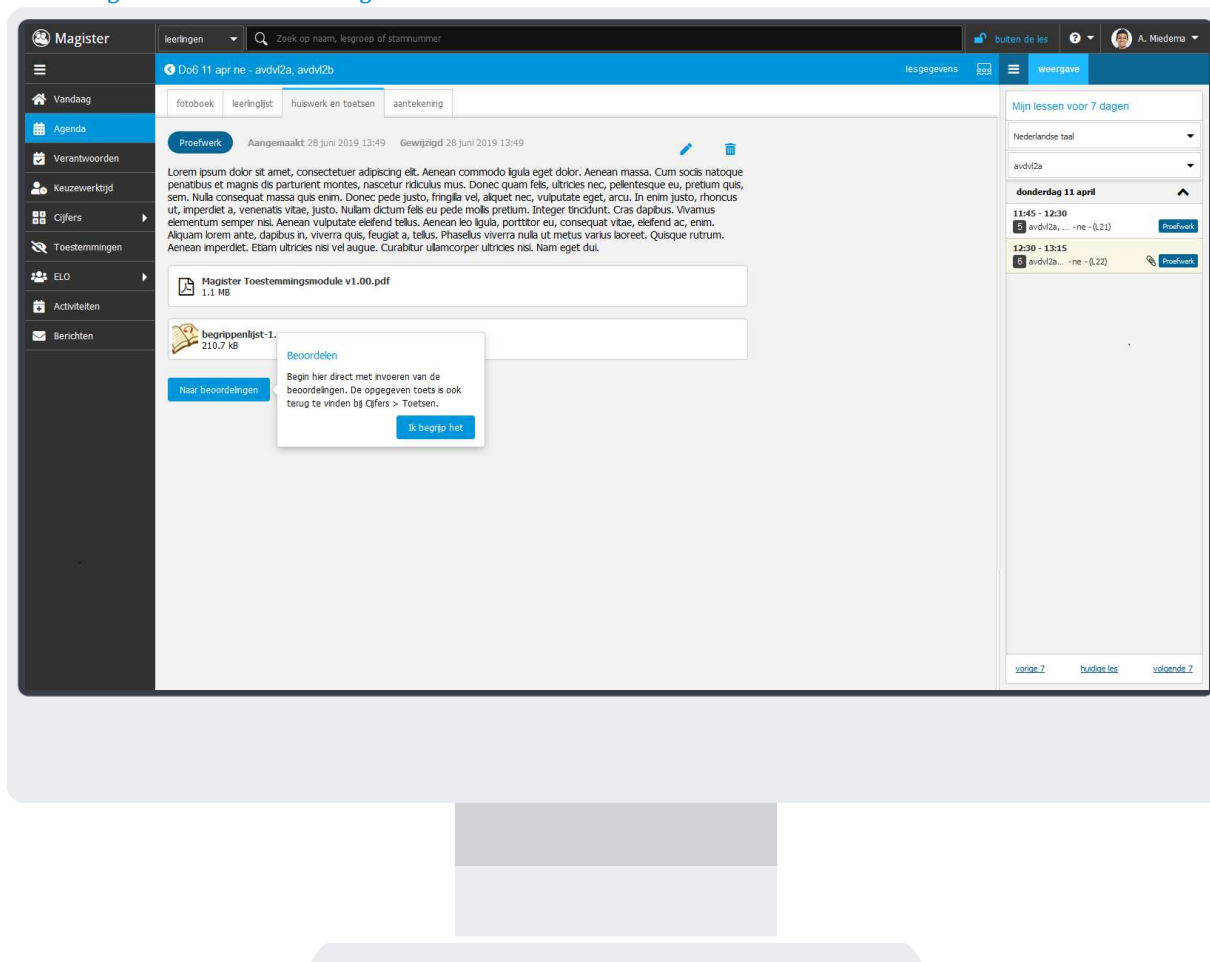 Magister
leerlingen
Zoek op naam, lesgroep of stamnummer
buiten de les
A. Miedema
Do6 11 apr ne - avdvl2a, avdvl2b
lesgegevens
weergave
Vandaag
Agenda
Verantwoorden
Keuzewerktijd
Cijfers
Toestemmingen
ELO
Activiteiten
Berichten
fotoboek
leerlinglijst
huiswerk en toetsen
aantekening
Proefwerk
Aangemaakt 28 juni 2019 13:49 Gewijzigd 28 juni 2019 13:49
Lorem ipsum dolor sit amet, consectetuer adipiscing elit. Aenean commodo ligula eget dolor. Aenean massa. Cum sociis natoque
penatibus et magnis dis parturient montes, nascetur ridiculus mus. Donec quam felis, ultricies nec, pellentesque eu, pretium quis,
sem. Nulla consequat massa quis enim. Donec pede justo, fringilla vel, aliquet nec, vulputate eget, arcu. In enim justo, rhoncus
ut, imperdiet a, venenatis vitae, justo. Nullam dictum felis eu pede mollis pretium. Integer tincidunt. Cras dapibus. Vivamus
elementum semper nisi. Aenean vulputate eleifend tellus. Aenean leo ligula, porttitor eu, consequat vitae, eleifend ac, enim.
Aliquam lorem ante, dapibus in, viverra quis, feugiat a, tellus. Phasellus viverra nulla ut metus varius laoreet. Quisque rutrum.
Aenean imperdiet. Etiam ultricies nisi vel augue. Curabitur ullamcorper ultricies nisi. Nam eget dui.
Magister Toestemmingsmodule v1.00.pdf
1.1 MB
begrippenlijst-1.
210.7 kB
Naar beoordelingen
Beoordelen
Begin hier direct met invoeren van de
beoordelingen. De opgegeven toets is ook
terug te vinden bij Cijfers > Toetsen.
Ik begrijp het
Mijn lessen voor 7 dagen
Nederlandse taal
avdvl2a
donderdag 11 april
11:45 - 12:30
5 avdvl2a, ... -ne - (L21)
Proefwerk
12:30 - 13:15
6 avdvl2a... -ne - (L22)
Proefwerk
vorige 7
huidige les
volgende 7